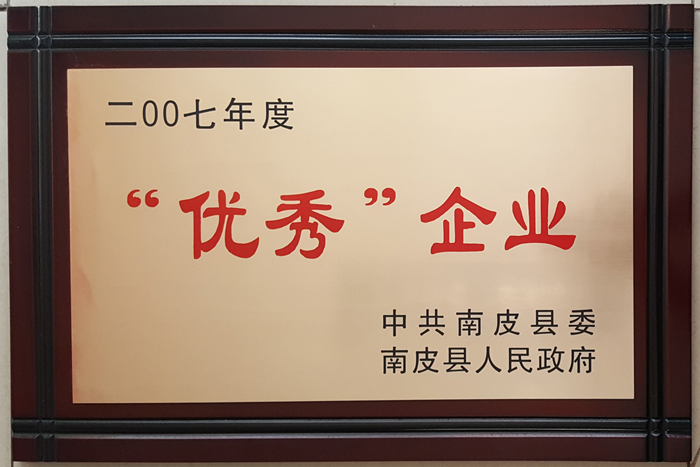 二00七年度
“优秀”企业
中共南皮县委
南皮县人民政府